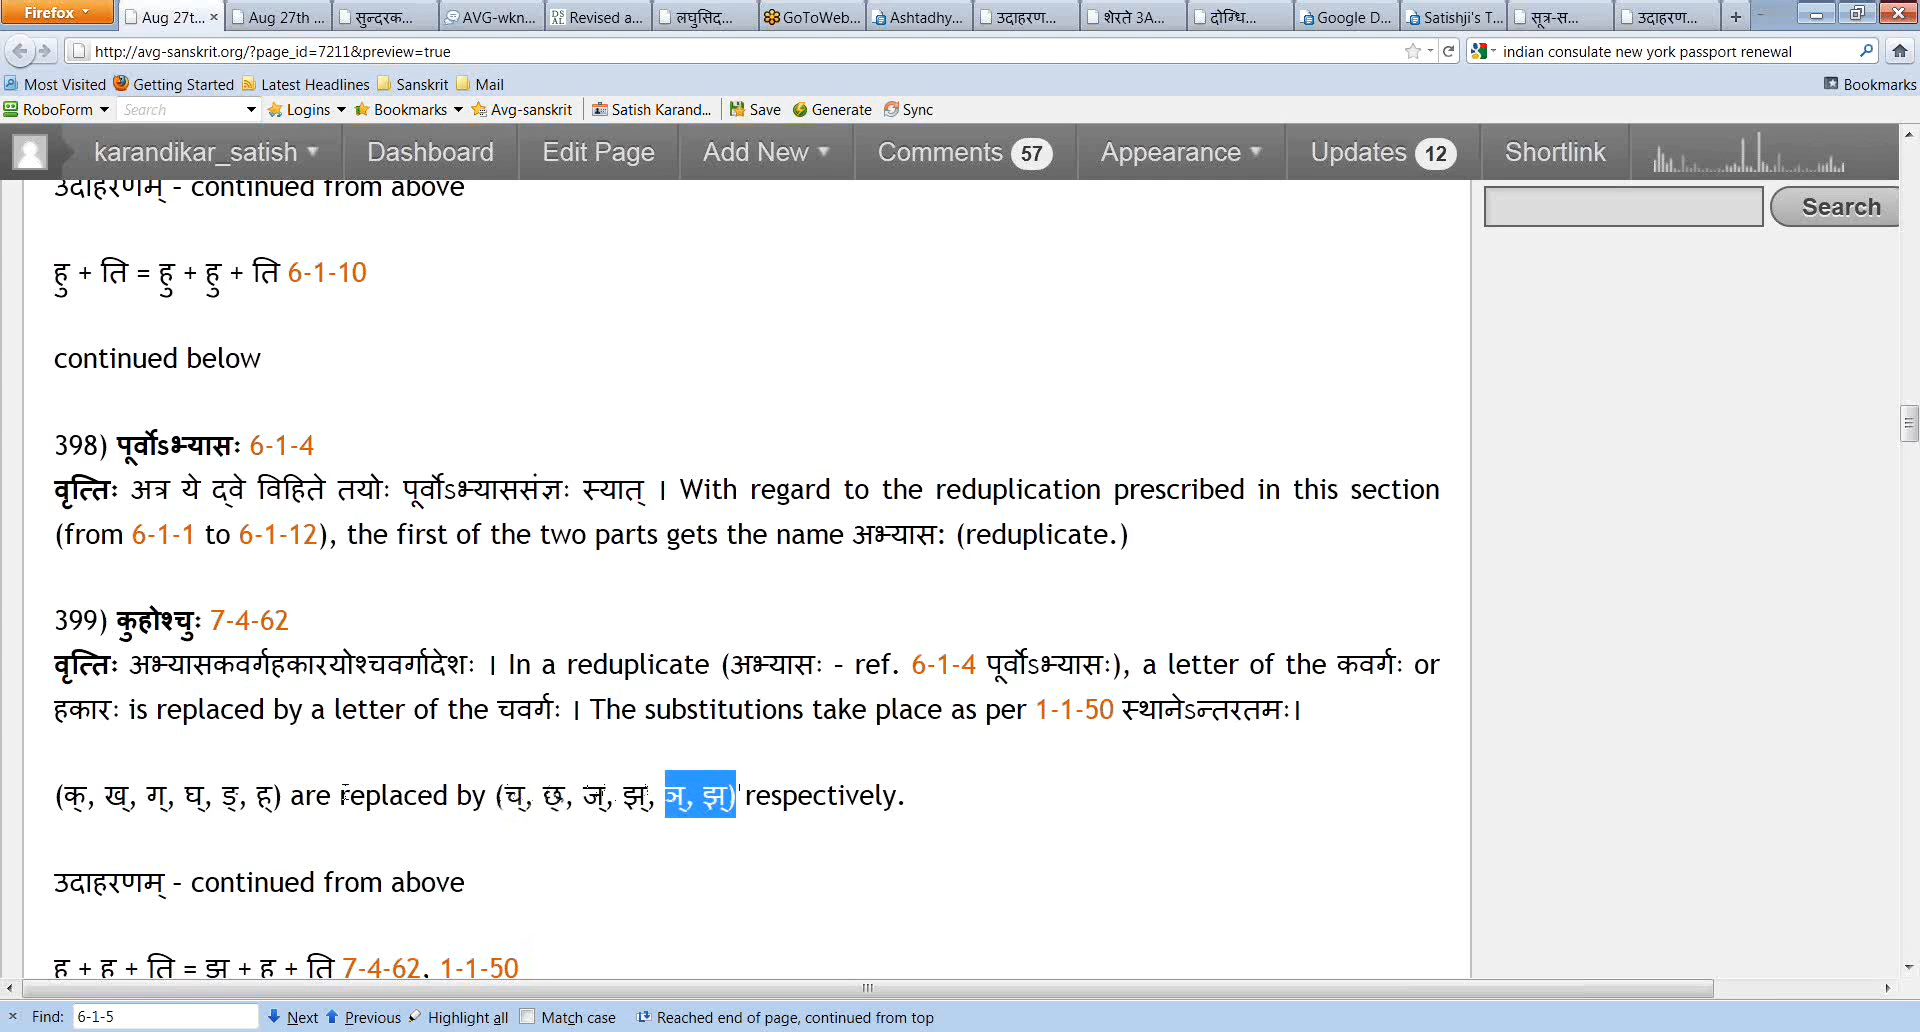 Firefox
Aug 27t...
Aug 27th ...
सुन्दरक...
AVG-wkn...
Revised a...
लघुसिद्...
GoToWeb...
Ashtadhy...
उदाहरण...
शेरते 3A...
दोग्धि...
Google D...
Satishji's T...
सूत्र-स...
उदाहरण...
http://avg-sanskrit.org/?page_id=7211&preview=true
indian consulate new york passport renewal
Most Visited Getting Started Latest Headlines Sanskrit Mail Bookmarks
RoboForm Search Logins Bookmarks Avg-sanskrit Satish Karand... Save Generate Sync
karandikar_satish Dashboard Edit Page Add New Comments 57 Appearance Updates 12 Shortlink
Search
उदाहरणम् - continued from above
हु + ति = हु + हु + ति 6-1-10
continued below
398) पूर्वोऽभ्यासः 6-1-4
वृत्तिः अत्र ये द्वे विहिते तयोः पूर्वोऽभ्याससंज्ञः स्यात् । With regard to the reduplication prescribed in this section
(from 6-1-1 to 6-1-12), the first of the two parts gets the name अभ्यास: (reduplicate.)
399) कुहोश्चुः 7-4-62
वृत्तिः अभ्यासकवर्गहकारयोश्चवर्गादेशः । In a reduplicate (अभ्यासः - ref. 6-1-4 पूर्वोऽभ्यासः), a letter of the कवर्गः or
हकारः is replaced by a letter of the चवर्गः । The substitutions take place as per 1-1-50 स्थानेऽन्तरतमः।
(क्, ख्, ग्, घ्, ङ्, ह्) are replaced by (च्, छ्, ज्, झ्, ञ्, झ्) respectively.
उदाहरणम् - continued from above
हु + हु + ति = झु + हु + ति 7-4-62, 1-1-50
Find: 6-1-5 Next Previous Highlight all Match case Reached end of page, continued from top